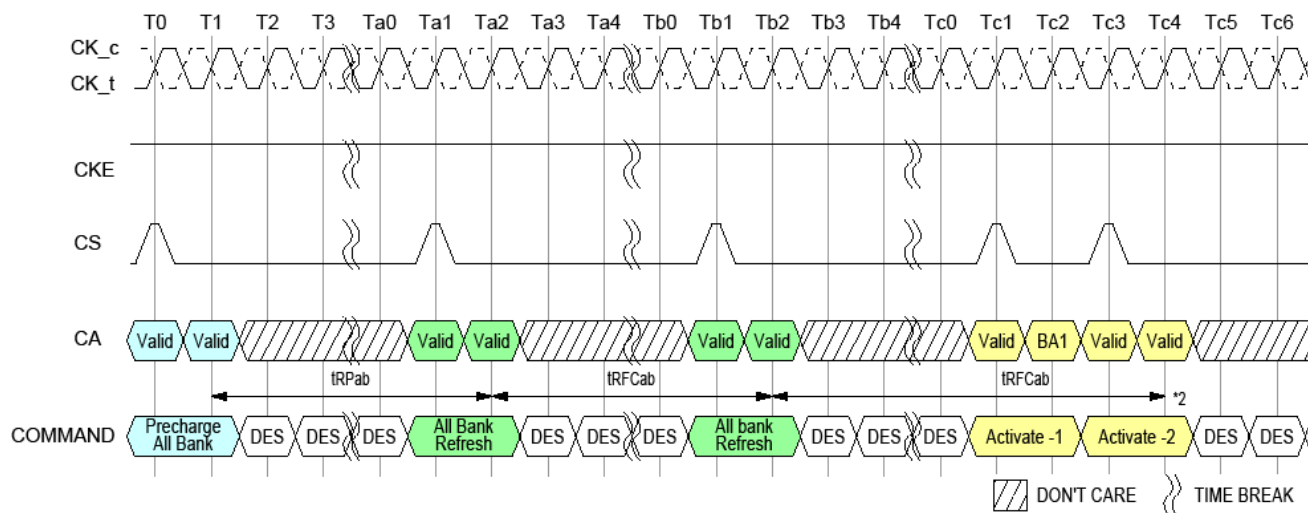 T0 T1 T2 T3 Ta0 Ta1 Ta2 Ta3 Ta4 Tb0 Tb1 Tb2 Tb3 Tb4 Tc0 Tc1 Tc2 Tc3 Tc4 Tc5 Tc6
CK_c
CK_t
CKE
CS
CA Valid Valid Valid Valid Valid Valid Valid BA1 Valid Valid
tRPab tRFCab tRFCab
*2
COMMAND Precharge All Bank DES DES DES All Bank Refresh DES DES DES All bank Refresh DES DES DES Activate -1 Activate -2 DES DES
DON'T CARE TIME BREAK